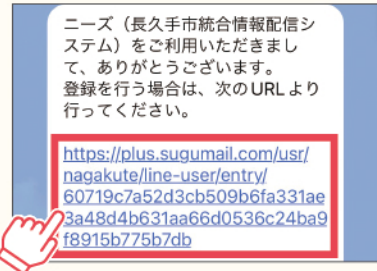 ニーズ（長久手市統合情報配信シ
ステム）をご利用いただきまし
て、ありがとうございます。
登録を行う場合は、次のURLより
行ってください。
https://plus.sugumail.com/usr/
nagakute/line-user/entry/
60719c7a52d3cb509b6fa331ae
3a48d4b631aa66d0536c24ba9
f8915b775b7db